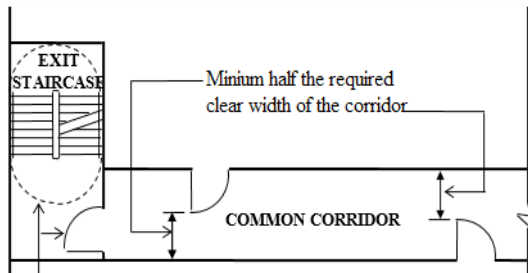 EXIT
STAIRCASE
Minium half the required
clear width of the corridor
COMMON CORRIDOR